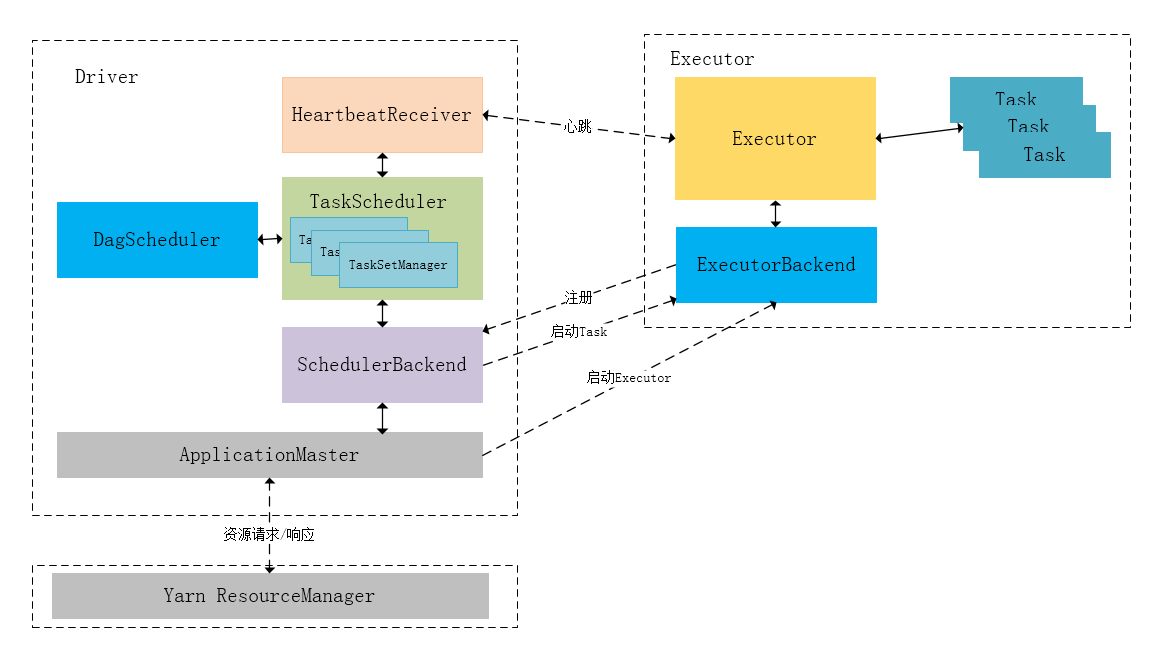 Driver
HeartbeatReceiver
TaskScheduler
Ta
Tas
TaskSetManager
DagScheduler
SchedulerBackend
ApplicationMaster
资源请求/响应
Yarn ResourceManager
心跳
注册
启动Task
启动Executor
Executor
Executor
Task
Task
Task
ExecutorBackend